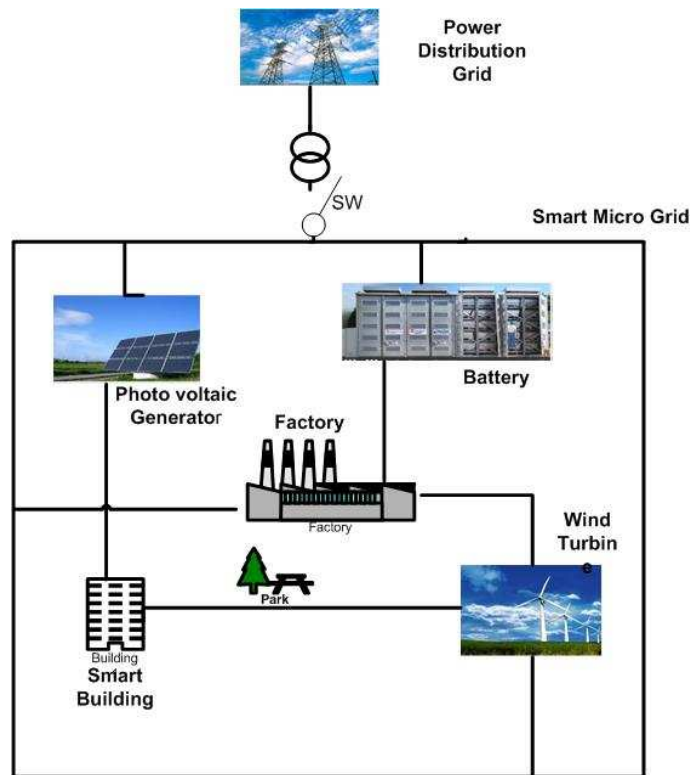 Power
Distribution
Grid
SW
Smart Micro Grid
Photo voltaic
Generator
Battery
Factory
Factory
Wind
Turbin
e
Park
Building
Smart
Building